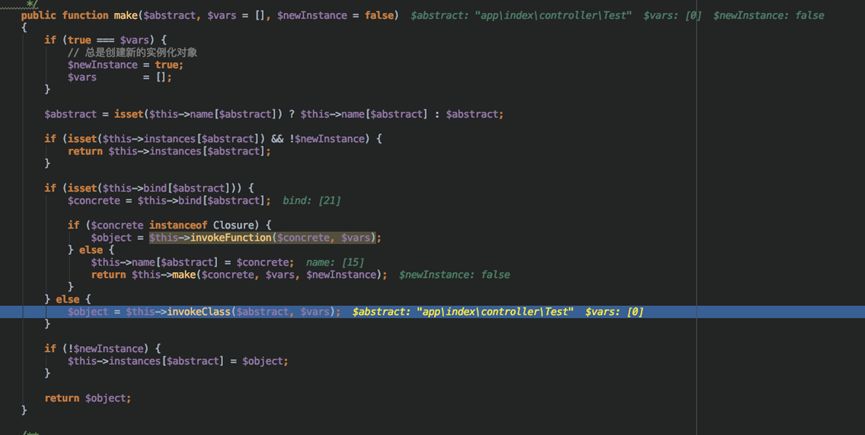 */
public function make($abstract, $vars = [], $newInstance = false)  $abstract: "app\index\controller\Test"  $vars: [0]  $newInstance: false
{
    if (true === $vars) {
        // 总是创建新的实例化对象
        $newInstance = true;
        $vars        = [];
    }

    $abstract = isset($this->name[$abstract]) ? $this->name[$abstract] : $abstract;

    if (isset($this->instances[$abstract]) && !$newInstance) {
        return $this->instances[$abstract];
    }

    if (isset($this->bind[$abstract])) {
        $concrete = $this->bind[$abstract];  bind: [21]

        if ($concrete instanceof Closure) {
            $object = $this->invokeFunction($concrete, $vars);
        } else {
            $this->name[$abstract] = $concrete;  name: [15]
            return $this->make($concrete, $vars, $newInstance);  $newInstance: false
        }
    } else {
        $object = $this->invokeClass($abstract, $vars);  $abstract: "app\index\controller\Test"  $vars: [0]
    }

    if (!$newInstance) {
        $this->instances[$abstract] = $object;
    }

    return $object;
}